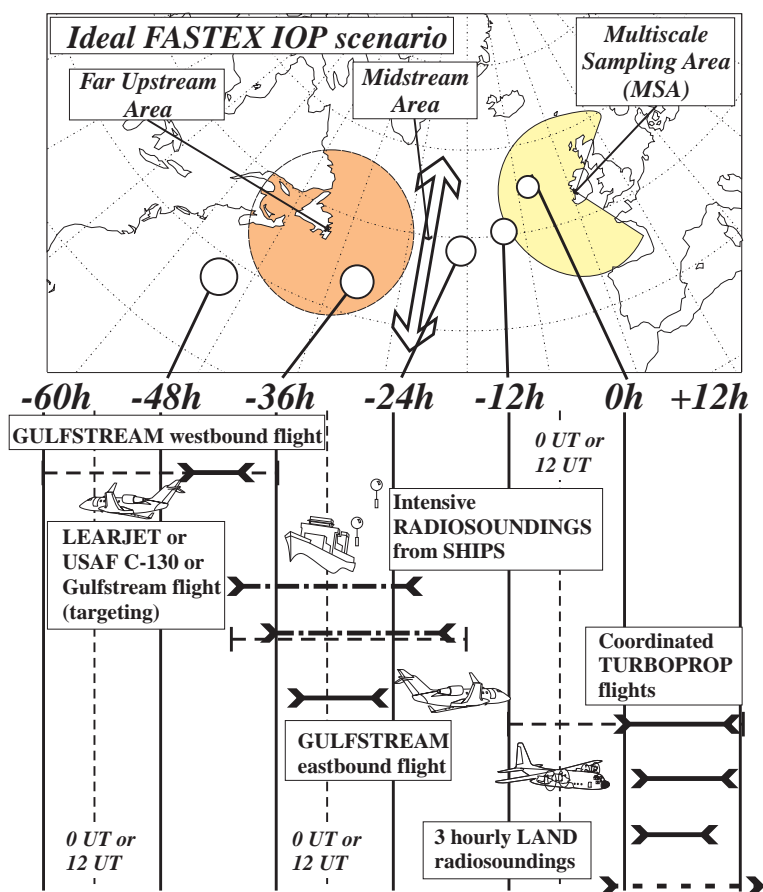 Ideal FASTEX IOP scenario
Far Upstream
Area
Midstream
Area
Multiscale
Sampling Area
(MSA)
-60h -48h -36h -24h -12h 0h +12h
GULFSTREAM westbound flight
0 UT or
12 UT
LEARJET or
USAF C-130 or
Gulfstream flight
(targeting)
Intensive
RADIOSOUNDINGS
from SHIPS
Coordinated
TURBOPROP
flights
GULFSTREAM
eastbound flight
0 UT or
12 UT
0 UT or
12 UT
3 hourly LAND
radiosoundings